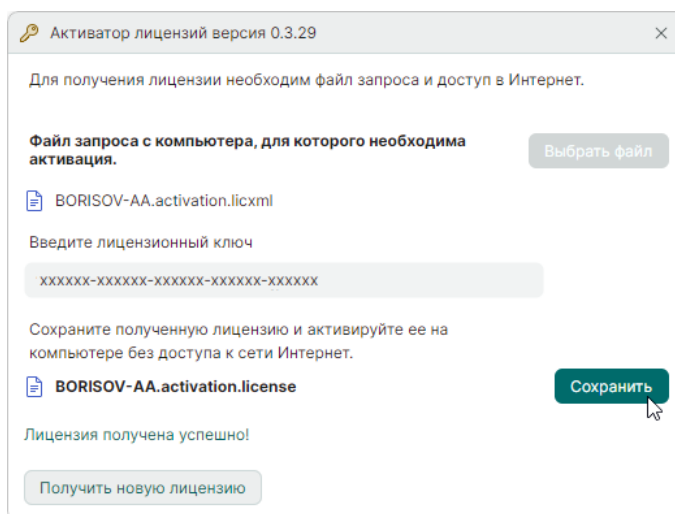 Активатор лицензий версия 0.3.29
Для получения лицензии необходим файл запроса и доступ в Интернет.
Файл запроса с компьютера, для которого необходима
активация.
Выбрать файл
BORISOV-AA.activation.licxml
Введите лицензионный ключ
xxxxxx-xxxxxx-xxxxxx-xxxxxx-xxxxxx
Сохраните полученную лицензию и активируйте ее на
компьютере без доступа к сети Интернет.
BORISOV-AA.activation.license
Сохранить
Лицензия получена успешно!
Получить новую лицензию